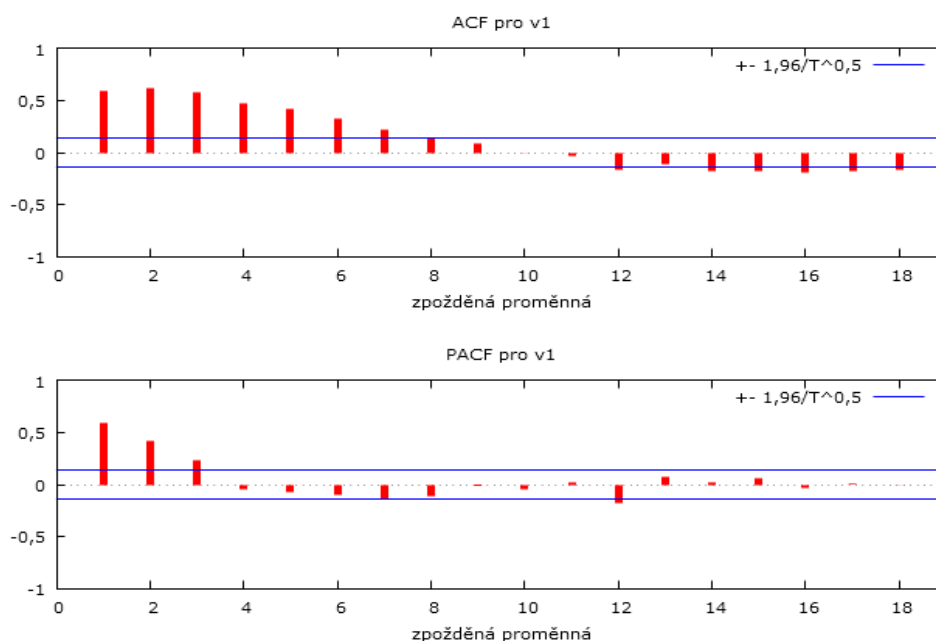 ACF pro v1
+- 1,96/T^0,5
1
0,5
0
-0,5
-1
0 2 4 6 8 10 12 14 16 18
zpožděná proměnná
PACF pro v1
+- 1,96/T^0,5
1
0,5
0
-0,5
-1
0 2 4 6 8 10 12 14 16 18
zpožděná proměnná